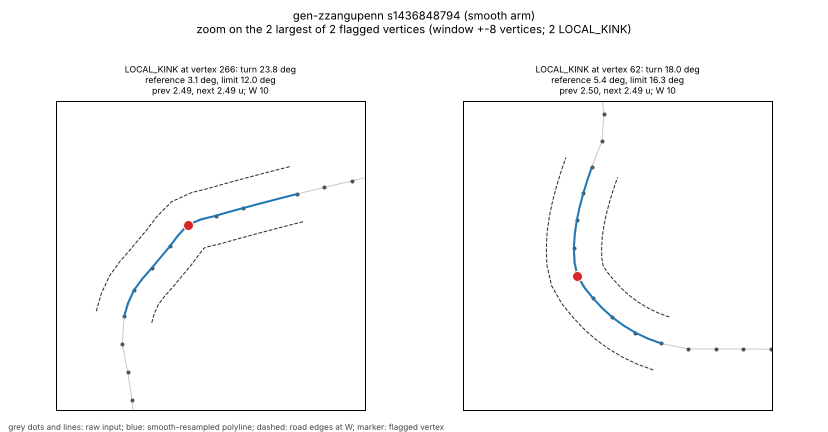 gen-zzangupenn s1436848794 (smooth arm)
zoom on the 2 largest of 2 flagged vertices (window +-8 vertices; 2 LOCAL_KINK)
LOCAL_KINK at vertex 266: turn 23.8 deg
reference 3.1 deg, limit 12.0 deg
prev 2.49, next 2.49 u; W 10
LOCAL_KINK at vertex 62: turn 18.0 deg
reference 5.4 deg, limit 16.3 deg
prev 2.50, next 2.49 u; W 10
grey dots and lines: raw input; blue: smooth-resampled polyline; dashed: road edges at W; marker: flagged vertex